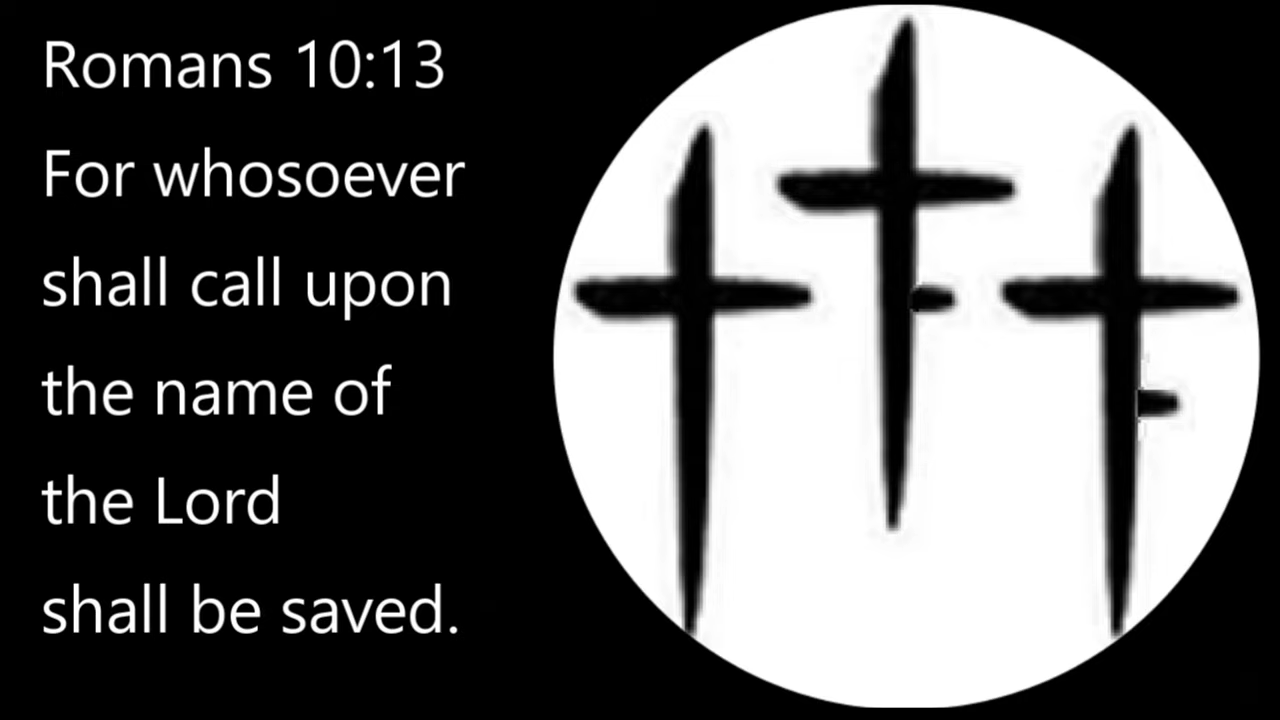 Romans 10:13
For whosoever
shall call upon
the name of
the Lord
shall be saved.